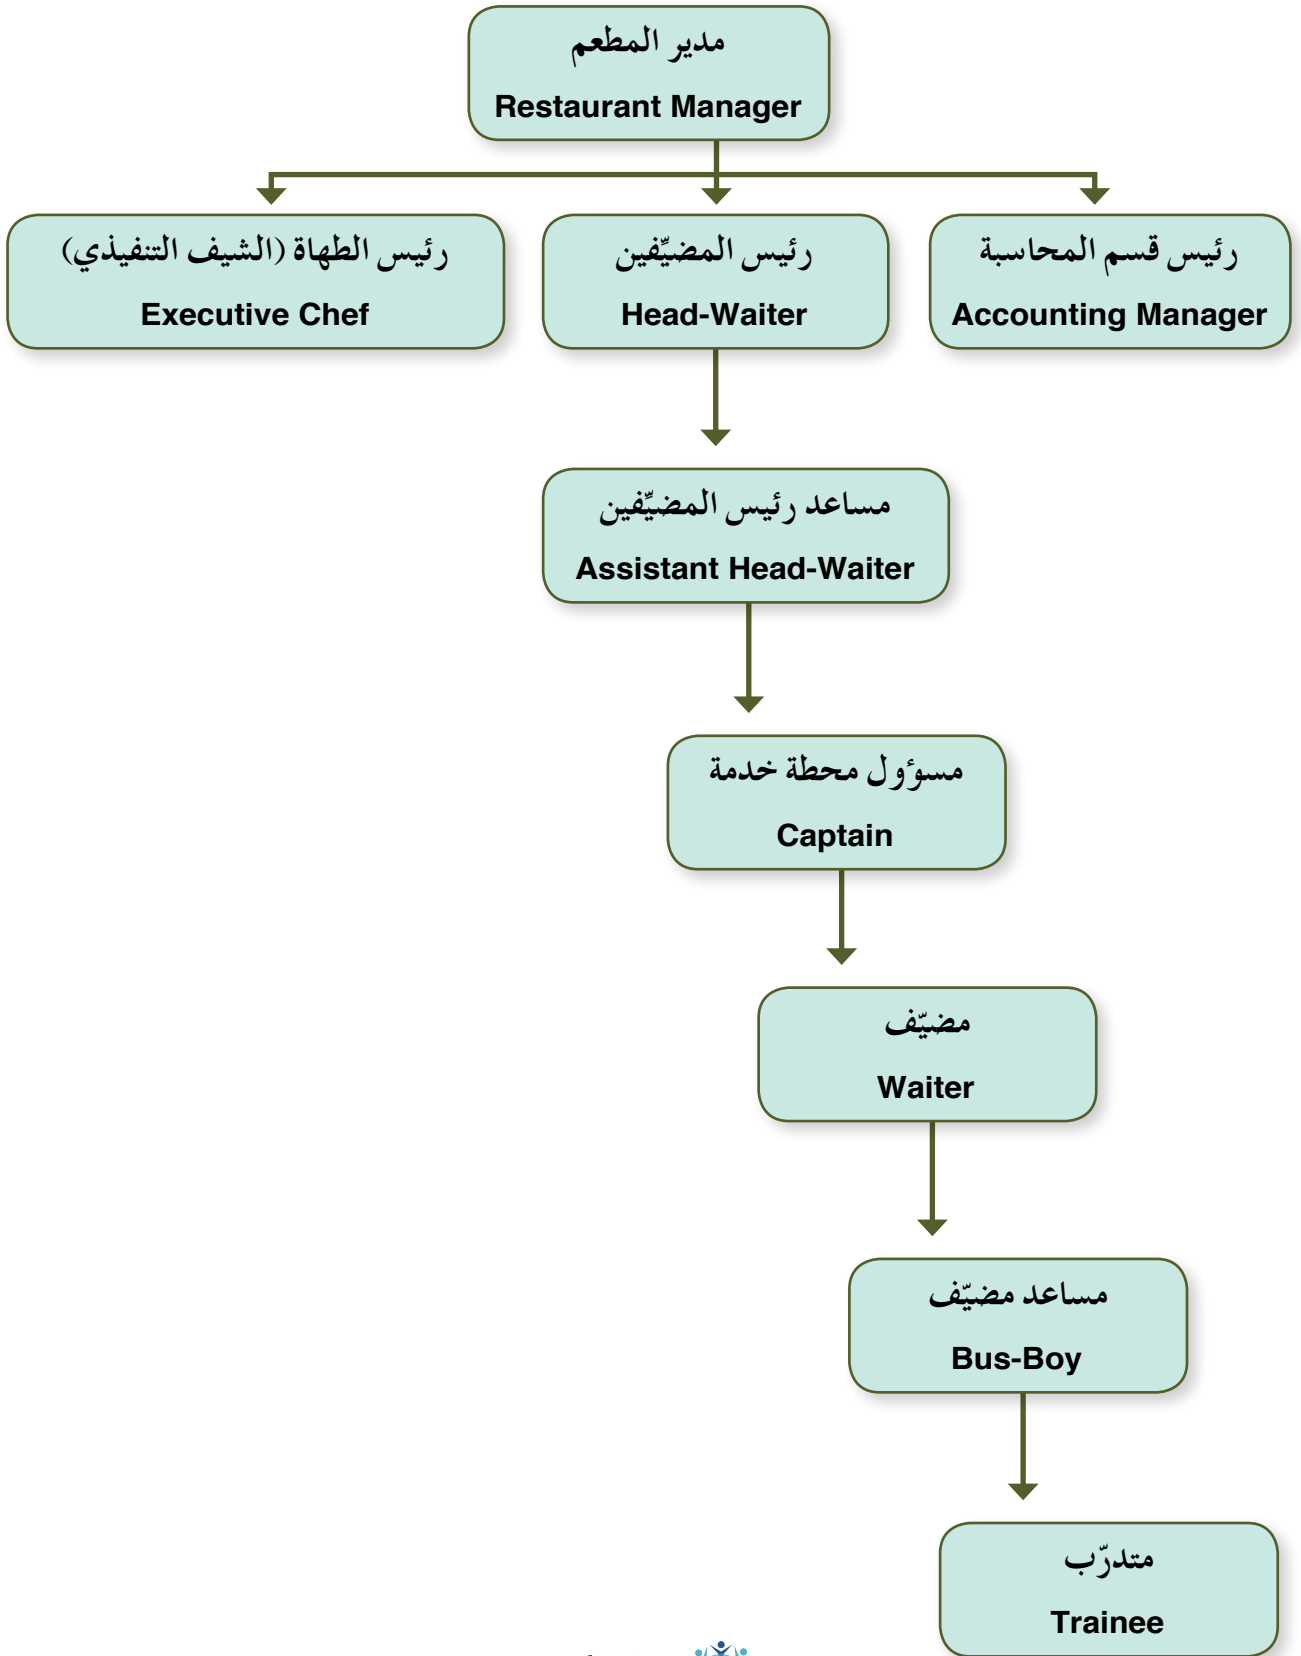 مدير المطعم
Restaurant Manager
رئيس الطهاة (الشيف التنفيذي)
Executive Chef
رئيس المضيِّفين
Head-Waiter
رئيس قسم المحاسبة
Accounting Manager
مساعد رئيس المضيِّفين
Assistant Head-Waiter
مسوؤول محطة خدمة
Captain
مضيّف
Waiter
مساعد مضيّف
Bus-Boy
متدرّب
Trainee